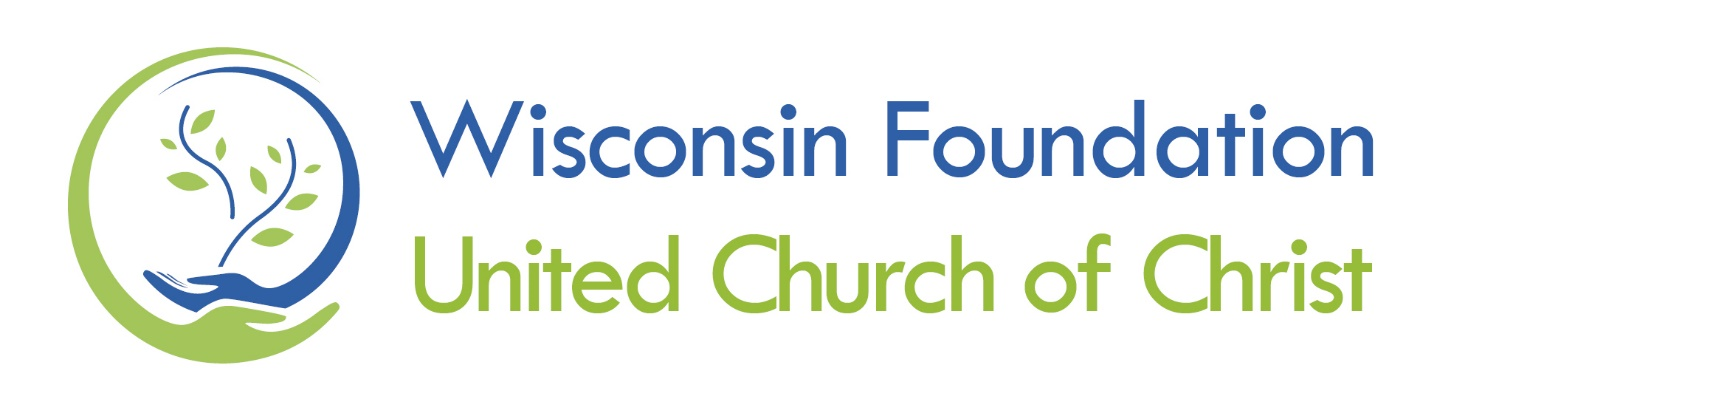 Wisconsin Foundation
United Church of Christ